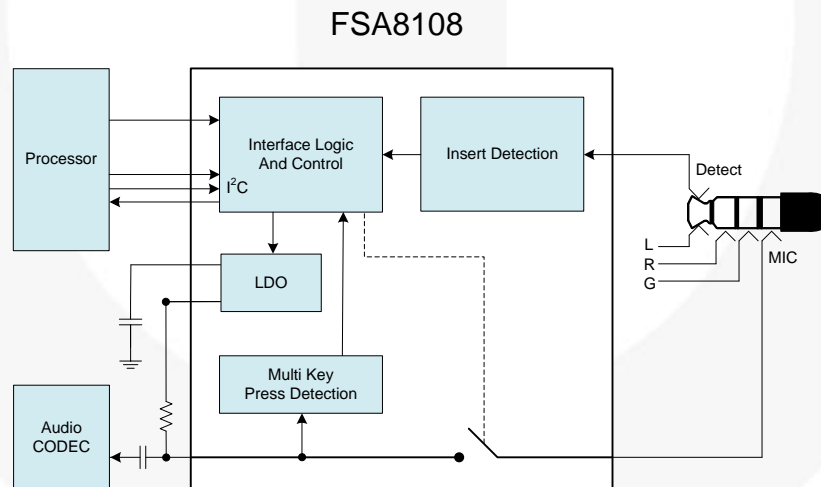 FSA8108
Processor
Interface Logic
And Control
I²C
Insert Detection
Detect
L
R
G
MIC
LDO
Multi Key
Press Detection
Audio
CODEC